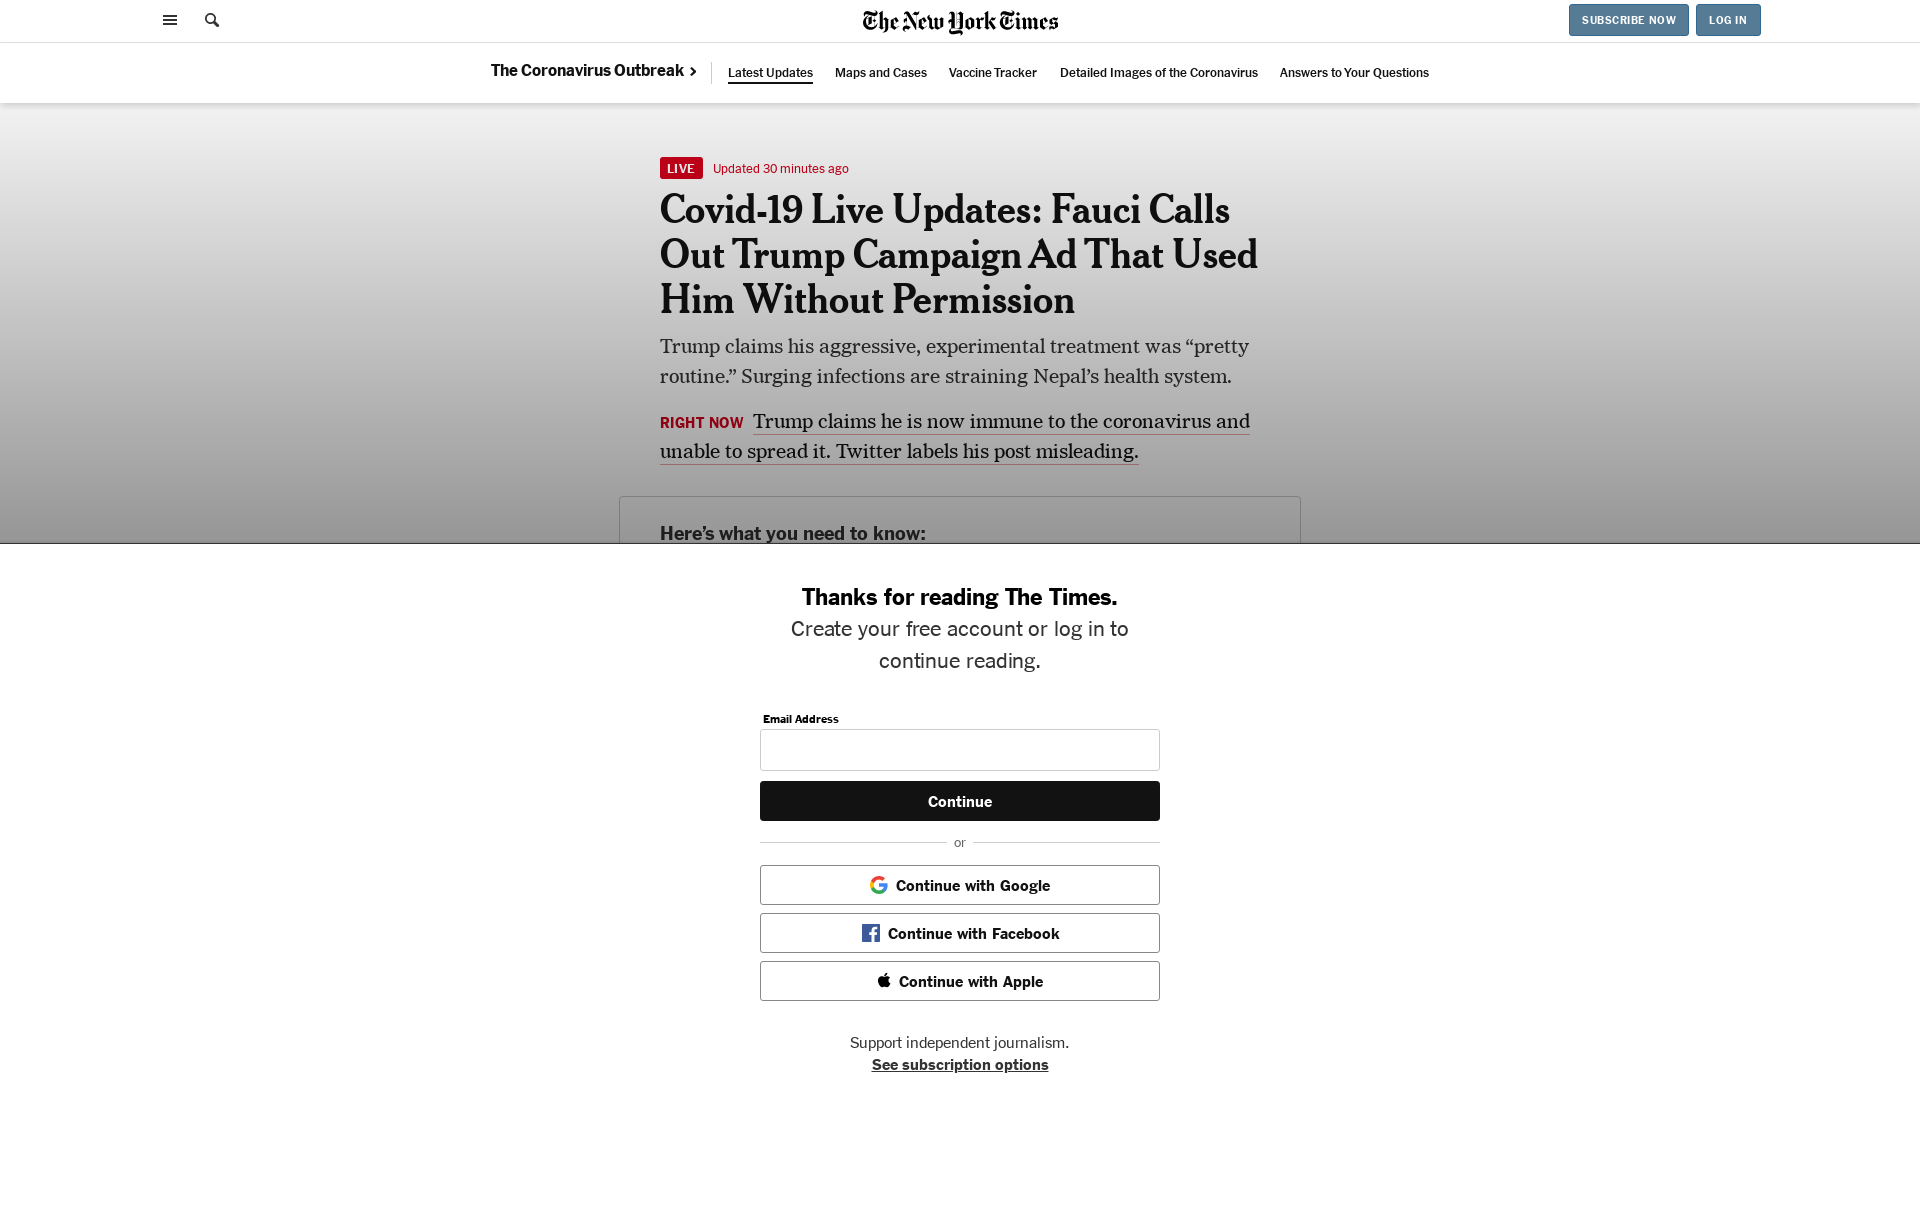 The New York Times
SUBSCRIBE NOW
LOG IN
The Coronavirus Outbreak
Latest Updates
Maps and Cases
Vaccine Tracker
Detailed Images of the Coronavirus
Answers to Your Questions
LIVE Updated 30 minutes ago
Covid-19 Live Updates: Fauci Calls
Out Trump Campaign Ad That Used
Him Without Permission
Trump claims his aggressive, experimental treatment was “pretty
routine.” Surging infections are straining Nepal’s health system.
RIGHT NOW Trump claims he is now immune to the coronavirus and
unable to spread it. Twitter labels his post misleading.
Here’s what you need to know:
Thanks for reading The Times.
Create your free account or log in to
continue reading.
Email Address
Continue
or
Continue with Google
Continue with Facebook
Continue with Apple
Support independent journalism.
See subscription options